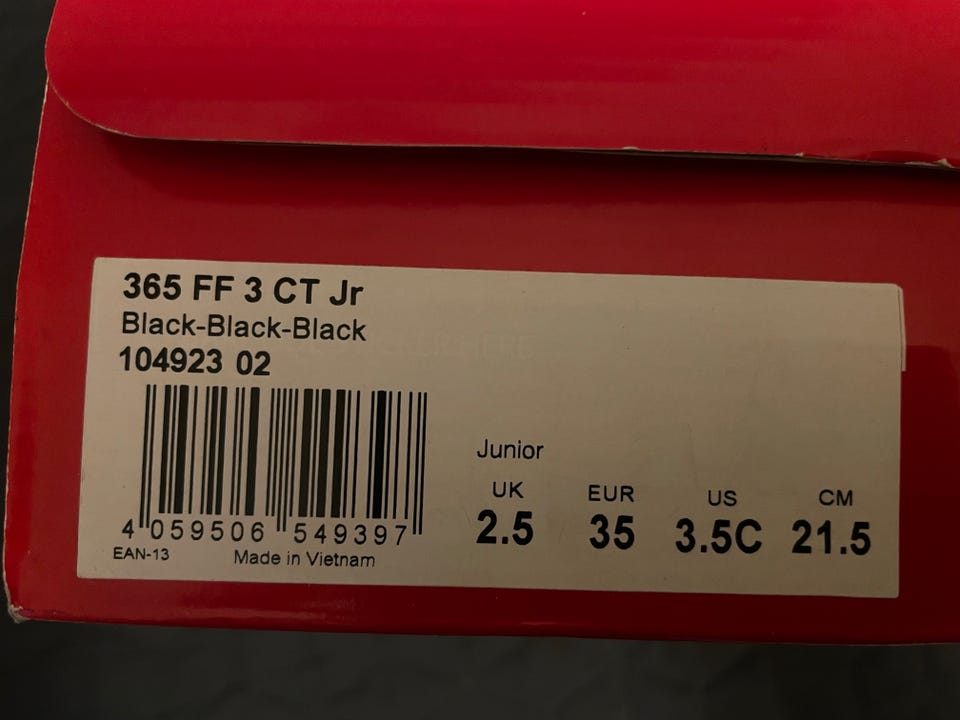 365 FF 3 CT Jr
Black-Black-Black
104923 02
4 059506 549397
EAN-13
Made in Vietnam
Junior
UK EUR US CM
2.5 35 3.5C 21.5